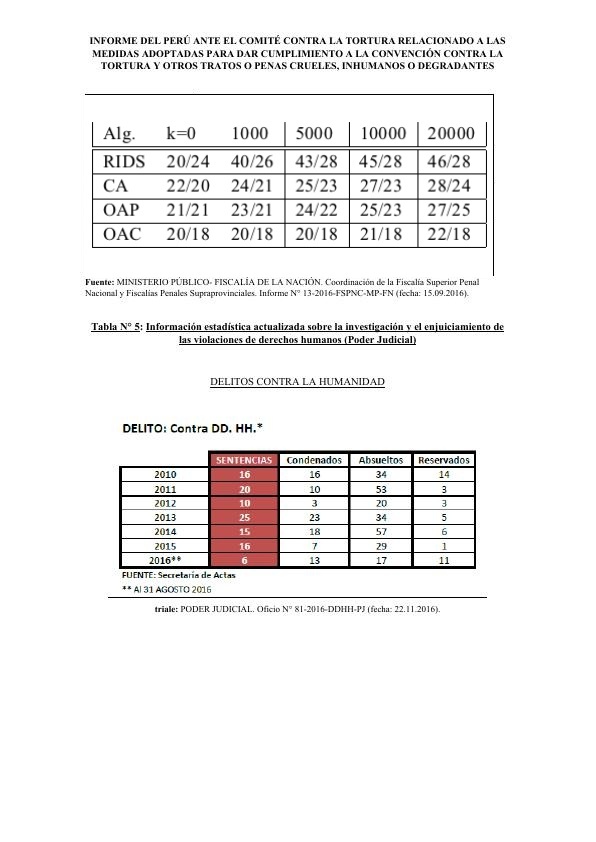 INFORME DEL PERÚ ANTE EL COMITÉ CONTRA LA TORTURA RELACIONADO A LAS
MEDIDAS ADOPTADAS PARA DAR CUMPLIMIENTO A LA CONVENCIÓN CONTRA LA
TORTURA Y OTROS TRATOS O PENAS CRUELES, INHUMANOS O DEGRADANTES
Alg. k=0 1000 5000 10000 20000
RIDS 20/24 40/26 43/28 45/28 46/28
CA 22/20 24/21 25/23 27/23 28/24
OAP 21/21 23/21 24/22 25/23 27/25
OAC 20/18 20/18 20/18 21/18 22/18
Fuente: MINISTERIO PÚBLICO- FISCALÍA DE LA NACIÓN. Coordinación de la Fiscalía Superior Penal
Nacional y Fiscalías Penales Supraprovinciales. Informe N° 13-2016-FSPNC-MP-FN (fecha: 15.09.2016).
Tabla N° 5: Información estadística actualizada sobre la investigación y el enjuiciamiento de
las violaciones de derechos humanos (Poder Judicial)
DELITOS CONTRA LA HUMANIDAD
DELITO: Contra DD. HH.*
SENTENCIAS Condenados Absueltos Reservados
2010 16 16 34 14
2011 20 10 53 3
2012 10 3 20 3
2013 25 23 34 5
2014 15 18 57 6
2015 16 7 29 1
2016** 6 13 17 11
FUENTE: Secretaría de Actas
** Al 31 AGOSTO 2016
triale: PODER JUDICIAL. Oficio N° 81-2016-DDHH-PJ (fecha: 22.11.2016).